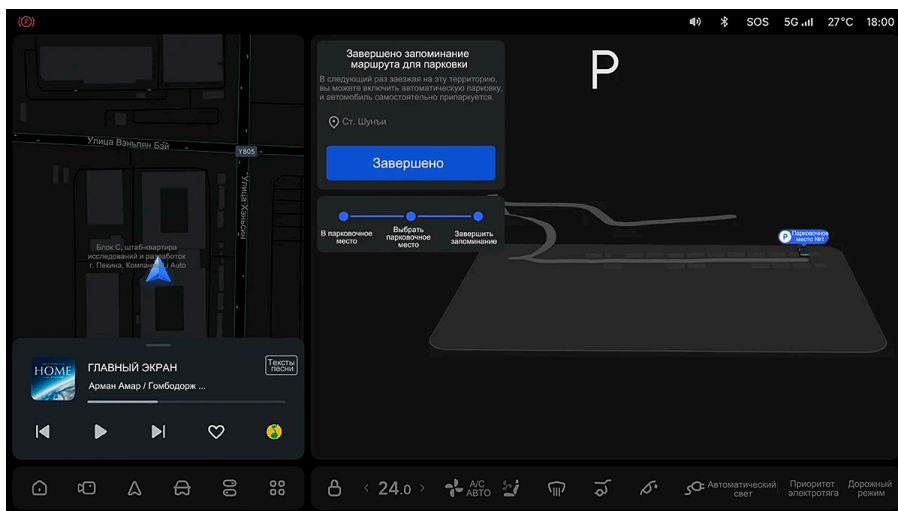 (P)
SOS
5G
27°C
18:00
Завершено запоминание
маршрута для парковки
В следующий раз заезжая на эту территорию,
вы можете включить автоматическую парковку,
и автомобиль самостоятельно припаркуется.
Ст. Шуньи
Завершено
В парковочное
место
Выбрать
парковочное
место
Завершить
запоминание
P
P Парковочное
место №1
Улица Вэньлян Бэй
Y805
Улица Хэньсин
Блок С, штаб-квартира
исследований и разработок
г. Пекина, Компан i Auto
HOME
ГЛАВНЫЙ ЭКРАН
Арман Амар / Гомбодорж ...
Тексты
песни
< 24.0 >
A/C
АВТО
Автоматический
свет
Приоритет
электротяга
Дорожный
режим